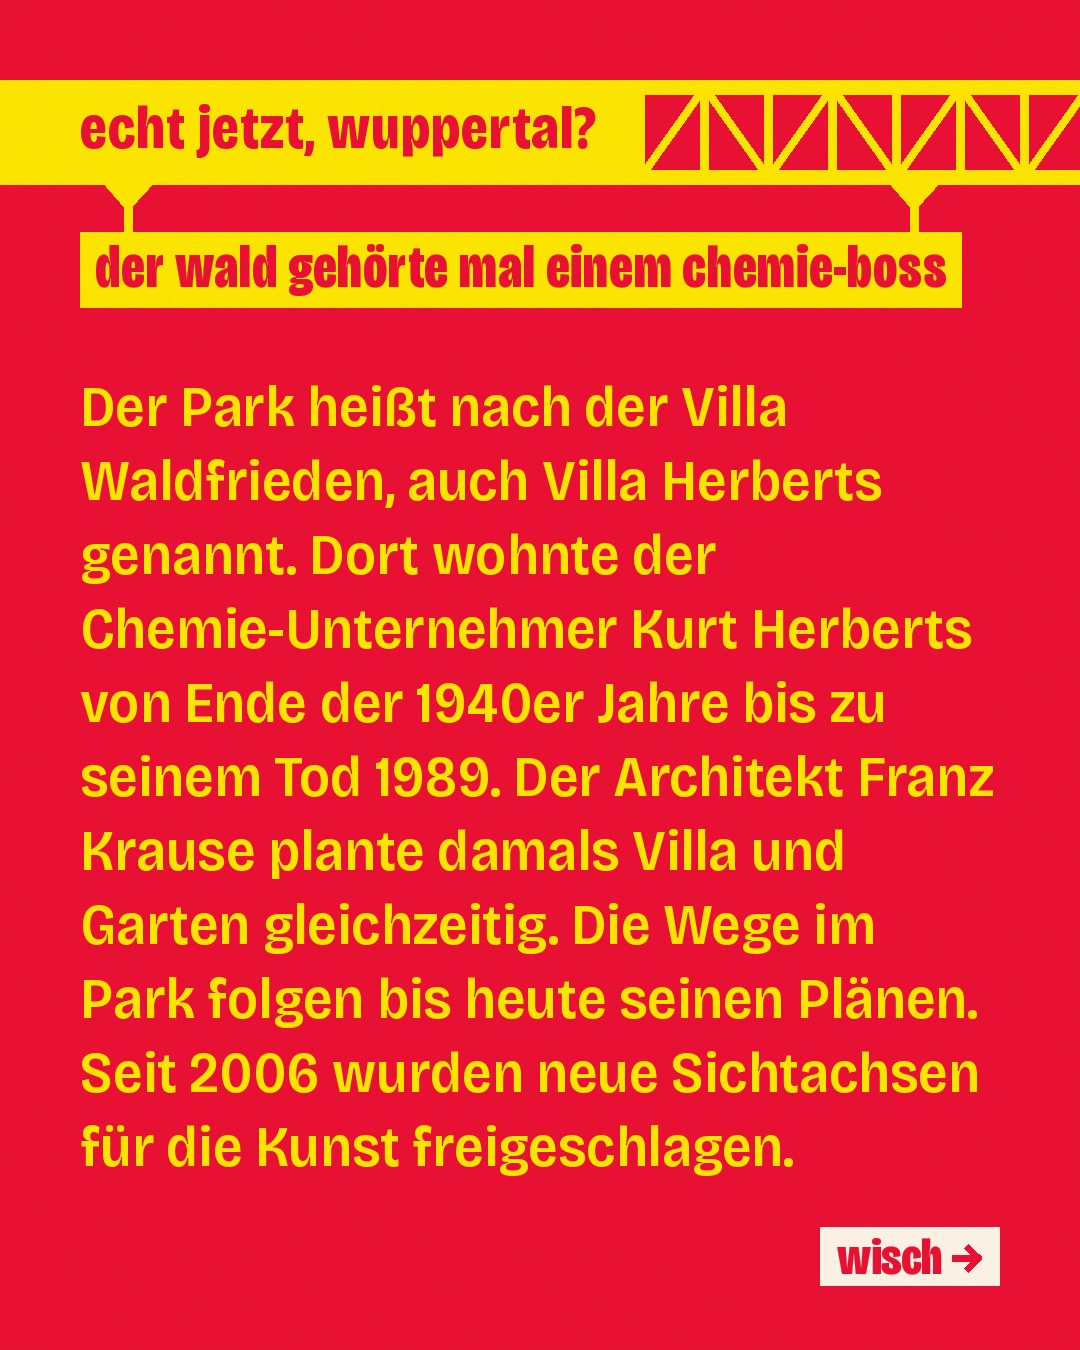 echt jetzt, wuppertal?
der wald gehörte mal einem chemie-boss
Der Park heißt nach der Villa
Waldfrieden, auch Villa Herberts
genannt. Dort wohnte der
Chemie-Unternehmer Kurt Herberts
von Ende der 1940er Jahre bis zu
seinem Tod 1989. Der Architekt Franz
Krause plante damals Villa und
Garten gleichzeitig. Die Wege im
Park folgen bis heute seinen Plänen.
Seit 2006 wurden neue Sichtachsen
für die Kunst freigeschlagen.
wisch →